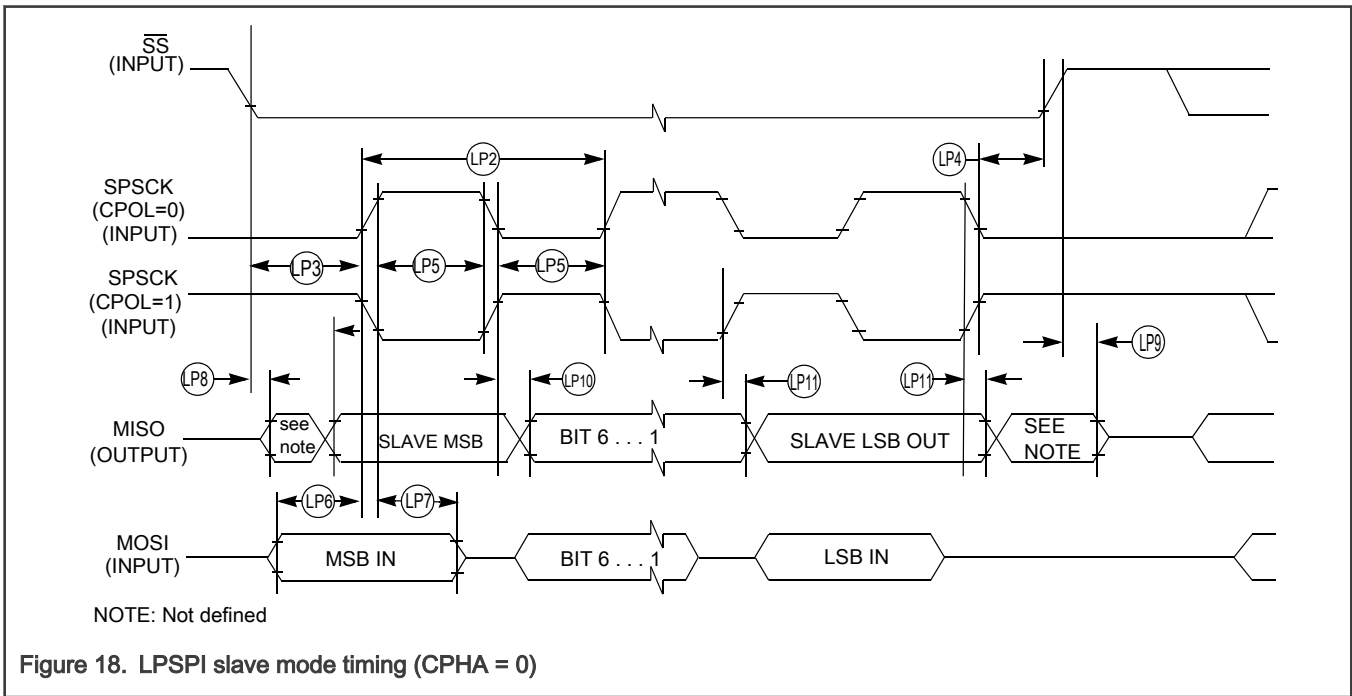 SS
(INPUT)
LP2
LP4
SPSCK
(CPOL=0)
(INPUT)
LP3
LP5
LP5
SPSCK
(CPOL=1)
(INPUT)
LP8
LP10
LP11
LP11
LP9
MISO
(OUTPUT)
see
note
SLAVE MSB
BIT 6 . . . 1
SLAVE LSB OUT
SEE
NOTE
LP6
LP7
MOSI
(INPUT)
MSB IN
BIT 6 . . . 1
LSB IN
NOTE: Not defined
Figure 18. LPSPI slave mode timing (CPHA = 0)